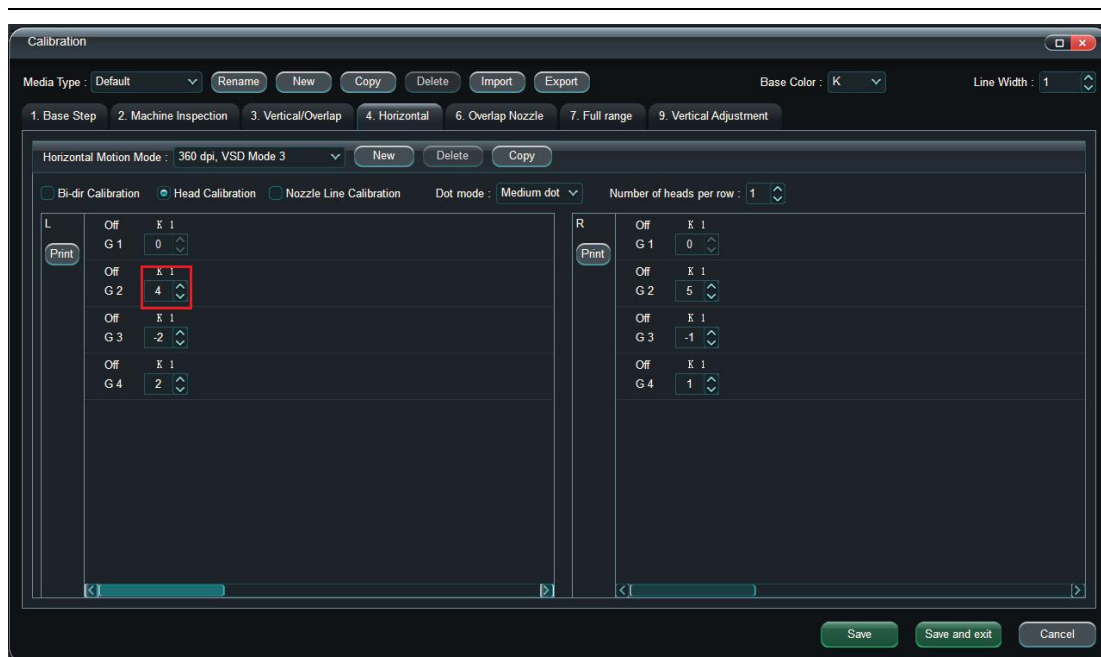 Calibration
Media Type : Default Rename New Copy Delete Import Export Base Color : K Line Width : 1
1. Base Step 2. Machine Inspection 3. Vertical/Overlap 4. Horizontal 6. Overlap Nozzle 7. Full range 9. Vertical Adjustment
Horizontal Motion Mode : 360 dpi, VSD Mode 3 New Delete Copy
Bi-dir Calibration Head Calibration Nozzle Line Calibration Dot mode : Medium dot Number of heads per row : 1
L Off K 1 R Off K 1
Print G 1 0 Print G 1 0
Off K 1 Off K 1
G 2 4 G 2 5
Off K 1 Off K 1
G 3 -2 G 3 -1
Off K 1 Off K 1
G 4 2 G 4 1
Save Save and exit Cancel